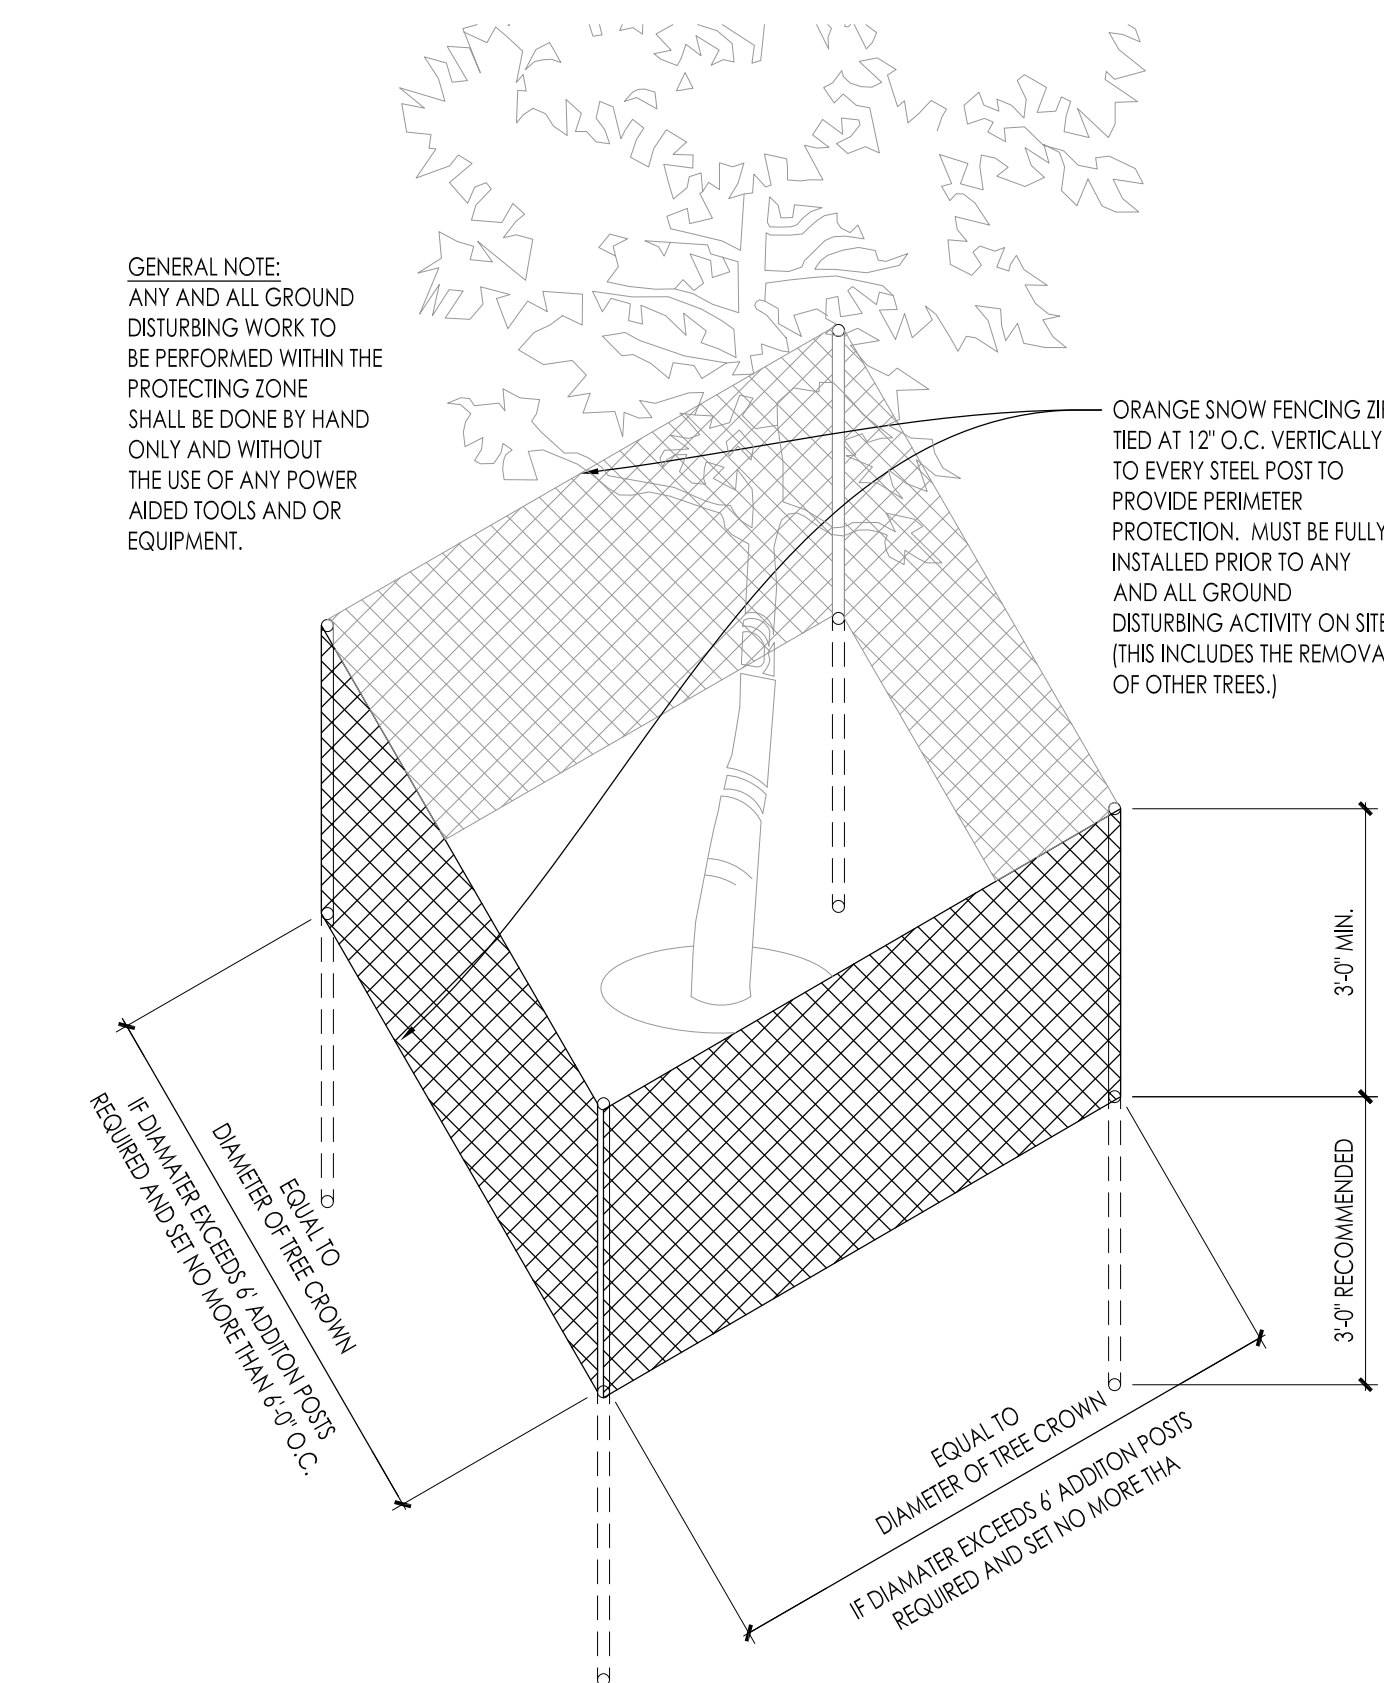 GENERAL NOTE:
ANY AND ALL GROUND
DISTURBING WORK TO
BE PERFORMED WITHIN THE
PROTECTING ZONE
SHALL BE DONE BY HAND
ONLY AND WITHOUT
THE USE OF ANY POWER
AIDED TOOLS AND OR
EQUIPMENT.
ORANGE SNOW FENCING ZIP
TIED AT 12" O.C. VERTICALLY
TO EVERY STEEL POST TO
PROVIDE PERIMETER
PROTECTION. MUST BE FULLY
INSTALLED PRIOR TO ANY
AND ALL GROUND
DISTURBING ACTIVITY ON SITE
(THIS INCLUDES THE REMOVA
OF OTHER TREES.)
3'-0" MIN.
3'-0" RECOMMENDED
EQUAL TO
DIAMETER OF TREE CROWN
IF DIAMATER EXCEEDS 6' ADDITON POSTS
REQUIRED AND SET NO MORE THAN 6'-0" O.C.
EQUAL TO
DIAMETER OF TREE CROWN
IF DIAMATER EXCEEDS 6' ADDITON POSTS
REQUIRED AND SET NO MORE THA